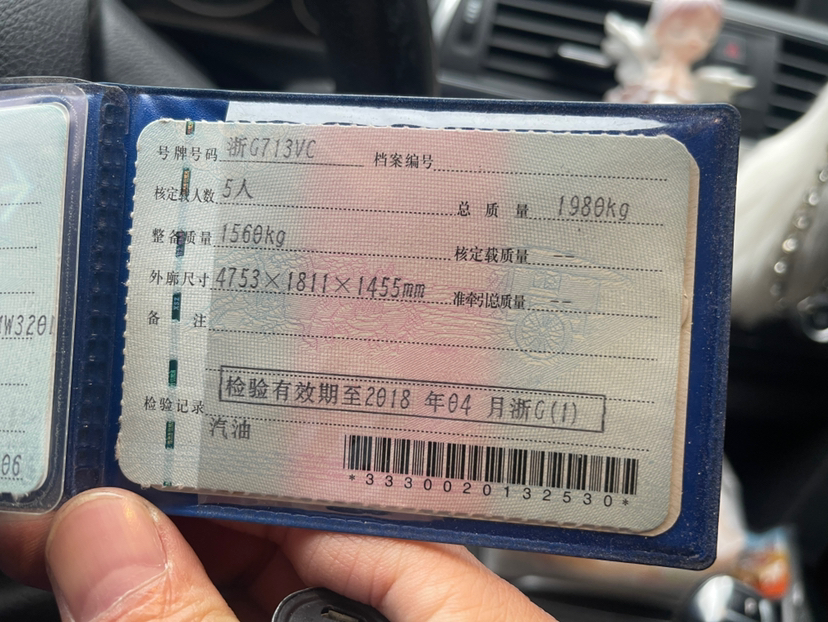 号牌号码 浙G713VC 档案编号
核定载人数 5人 总质量 1980kg
整备质量 1560kg 核定载质量 --
外廓尺寸 4753×1811×1455mm 准牵引总质量 --
备注
检验有效期至2018年04月浙G(1)
检验记录
汽油
*3330020132530*
MW320i
06